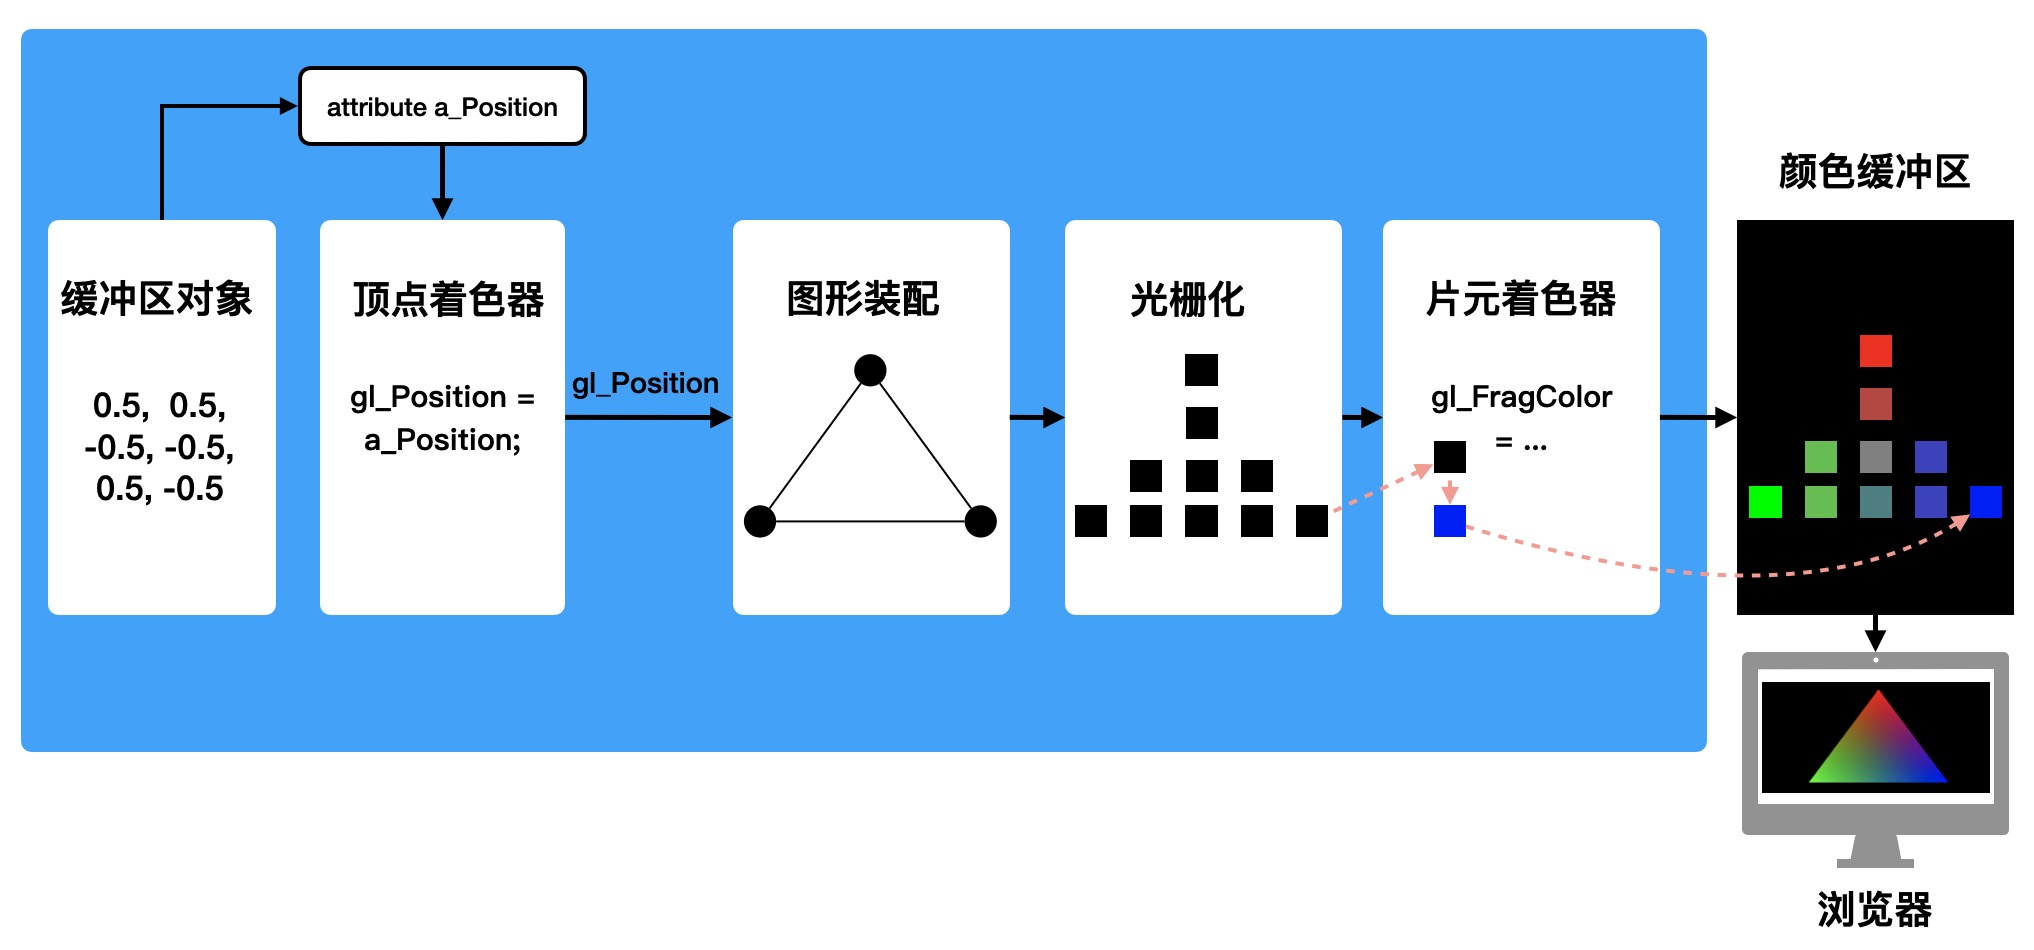 attribute a_Position
缓冲区对象
0.5, 0.5,
-0.5, -0.5,
0.5, -0.5
顶点着色器
gl_Position =
a_Position;
gl_Position
图形装配
光栅化
片元着色器
gl_FragColor
= ...
颜色缓冲区
浏览器